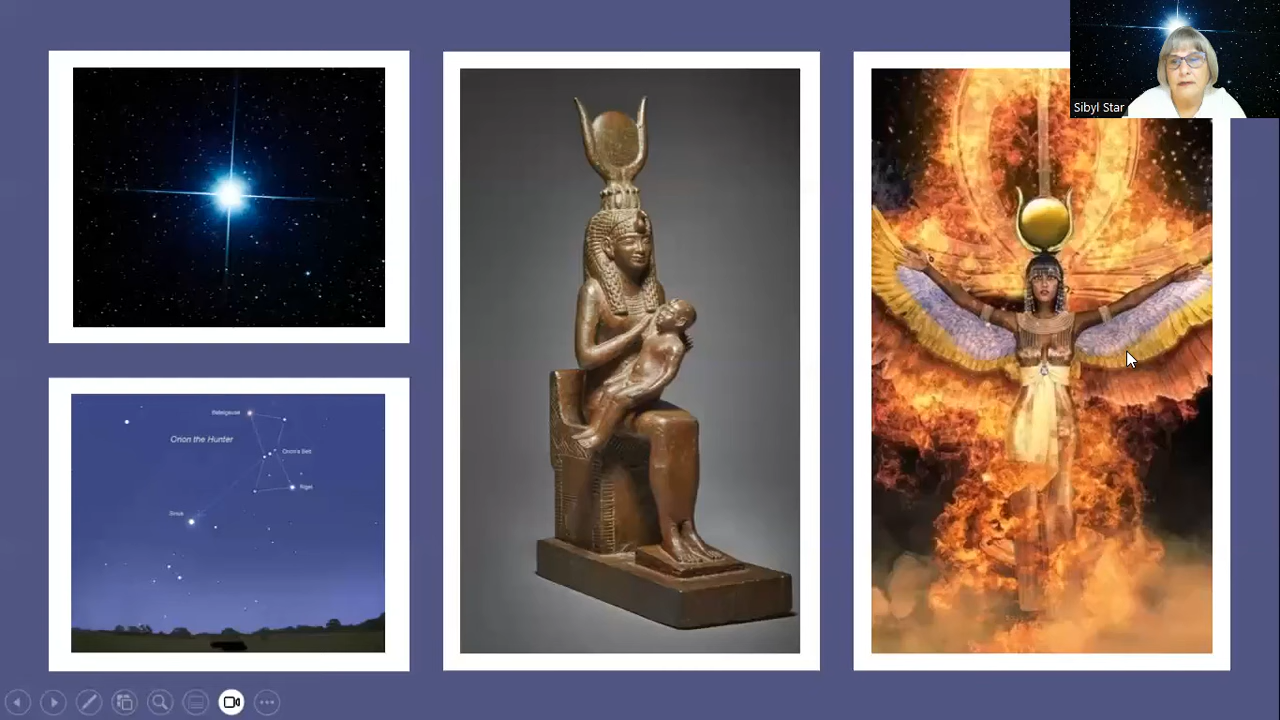 Sibyl Star
Betelgeuse
Orion the Hunter
Orion's Belt
Rigel
Sirius